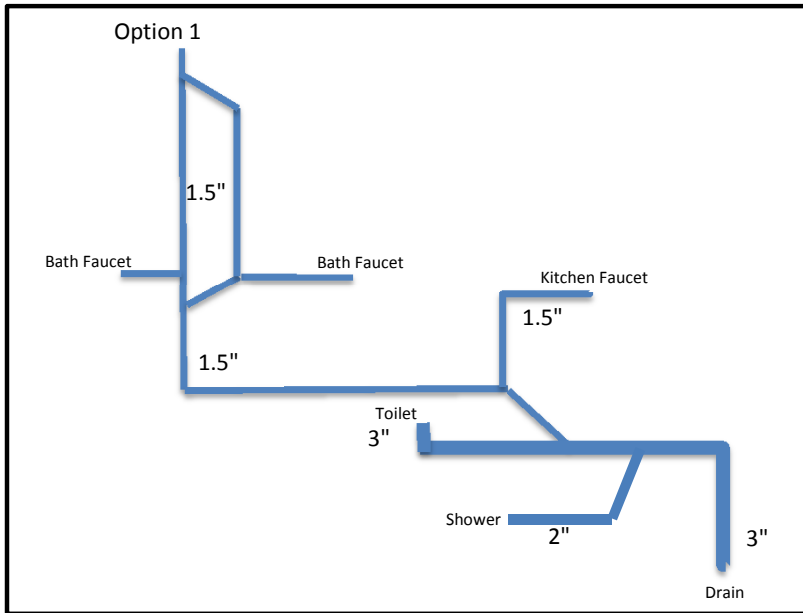 Option 1
1.5"
Bath Faucet
Bath Faucet
Kitchen Faucet
1.5"
1.5"
Toilet
3"
Shower
2"
3"
Drain